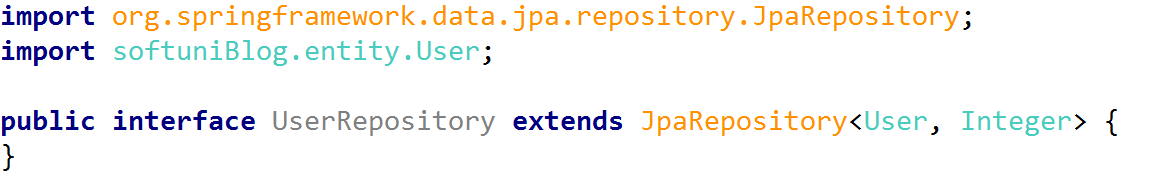 import org.springframework.data.jpa.repository.JpaRepository;
import softuniBlog.entity.User;
public interface UserRepository extends JpaRepository<User, Integer> {
}